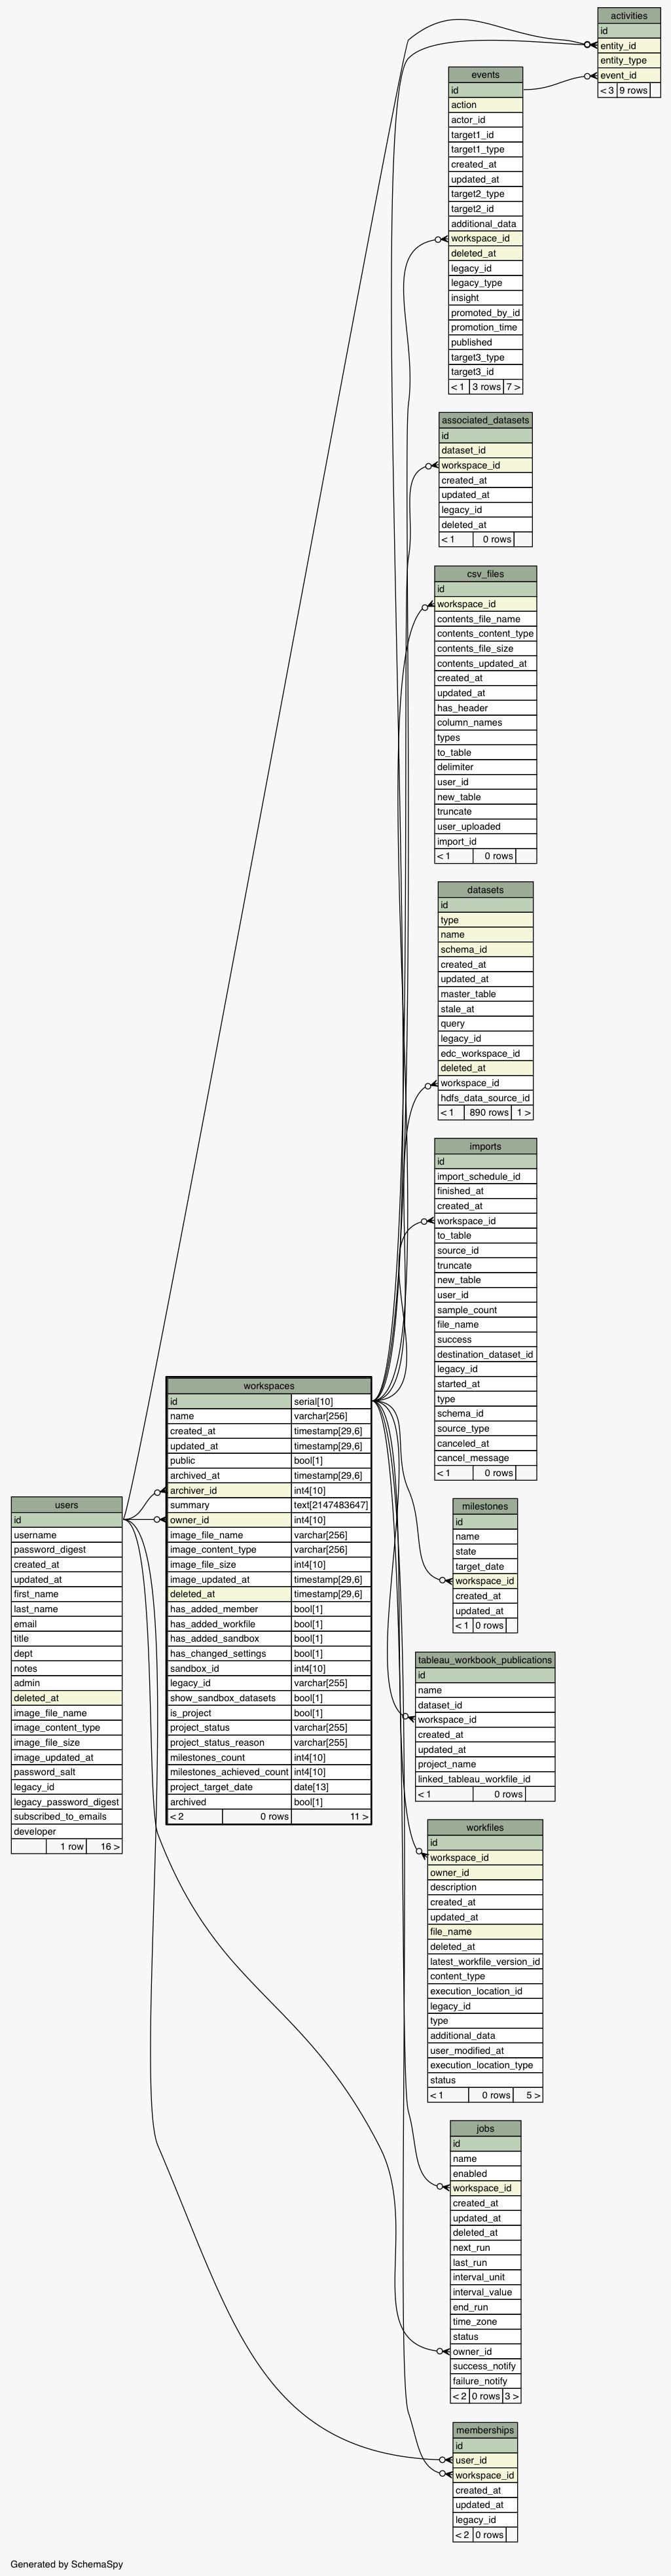 activities
id
entity_id
entity_type
event_id
< 3 9 rows
events
id
action
actor_id
target1_id
target1_type
created_at
updated_at
target2_type
target2_id
additional_data
workspace_id
deleted_at
legacy_id
legacy_type
insight
promoted_by_id
promotion_time
published
target3_type
target3_id
< 1 3 rows 7 >
associated_datasets
id
dataset_id
workspace_id
created_at
updated_at
legacy_id
deleted_at
< 1 0 rows
csv_files
id
workspace_id
contents_file_name
contents_content_type
contents_file_size
contents_updated_at
created_at
updated_at
has_header
column_names
types
to_table
delimiter
user_id
new_table
truncate
user_uploaded
import_id
< 1 0 rows
datasets
id
type
name
schema_id
created_at
updated_at
master_table
stale_at
query
legacy_id
edc_workspace_id
deleted_at
workspace_id
hdfs_data_source_id
< 1 890 rows 1 >
imports
id
import_schedule_id
finished_at
created_at
workspace_id
to_table
source_id
truncate
new_table
user_id
sample_count
file_name
success
destination_dataset_id
legacy_id
started_at
type
schema_id
source_type
canceled_at
cancel_message
< 1 0 rows
workspaces
id serial[10]
name varchar[256]
created_at timestamp[29,6]
updated_at timestamp[29,6]
public bool[1]
archived_at timestamp[29,6]
archiver_id int4[10]
summary text[2147483647]
owner_id int4[10]
image_file_name varchar[256]
image_content_type varchar[256]
image_file_size int4[10]
image_updated_at timestamp[29,6]
deleted_at timestamp[29,6]
has_added_member bool[1]
has_added_workfile bool[1]
has_added_sandbox bool[1]
has_changed_settings bool[1]
sandbox_id int4[10]
legacy_id varchar[255]
show_sandbox_datasets bool[1]
is_project bool[1]
project_status varchar[255]
project_status_reason varchar[255]
milestones_count int4[10]
milestones_achieved_count int4[10]
project_target_date date[13]
archived bool[1]
< 2 0 rows 11 >
users
id
username
password_digest
created_at
updated_at
first_name
last_name
email
title
dept
notes
admin
deleted_at
image_file_name
image_content_type
image_file_size
image_updated_at
password_salt
legacy_id
legacy_password_digest
subscribed_to_emails
developer
1 row 16 >
milestones
id
name
state
target_date
workspace_id
created_at
updated_at
< 1 0 rows
tableau_workbook_publications
id
name
dataset_id
workspace_id
created_at
updated_at
project_name
linked_tableau_workfile_id
< 1 0 rows
workfiles
id
workspace_id
owner_id
description
created_at
updated_at
file_name
deleted_at
latest_workfile_version_id
content_type
execution_location_id
legacy_id
type
additional_data
user_modified_at
execution_location_type
status
< 1 0 rows 5 >
jobs
id
name
enabled
workspace_id
created_at
updated_at
deleted_at
next_run
last_run
interval_unit
interval_value
end_run
time_zone
status
owner_id
success_notify
failure_notify
< 2 0 rows 3 >
memberships
id
user_id
workspace_id
created_at
updated_at
legacy_id
< 2 0 rows
Generated by SchemaSpy